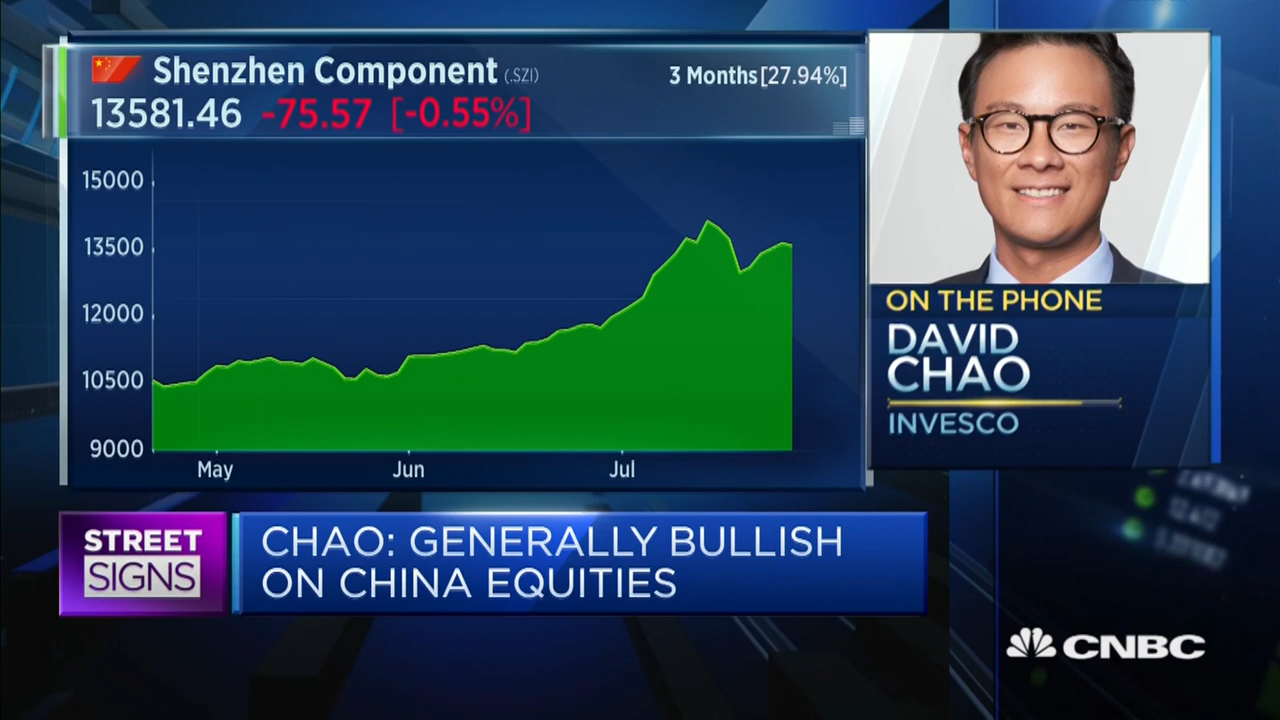 Shenzhen Component (.SZI)
3 Months[27.94%]
13581.46 -75.57 [-0.55%]
15000
13500
12000
10500
9000
May Jun Jul
ON THE PHONE
DAVID
CHAO
INVESCO
STREET
SIGNS
CHAO: GENERALLY BULLISH
ON CHINA EQUITIES
CNBC